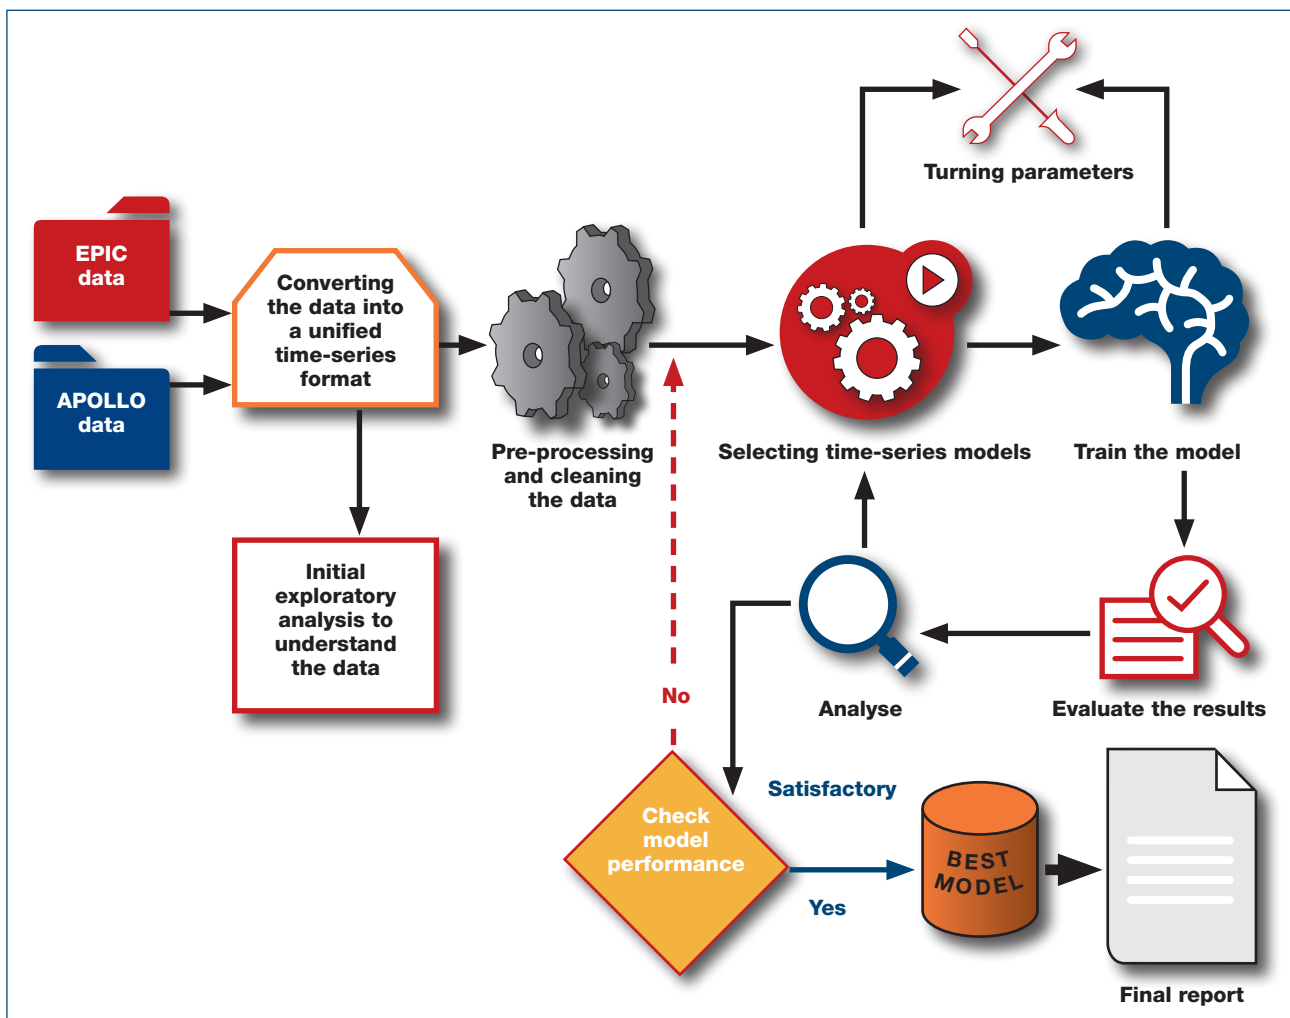 Turning parameters
EPIC
data
APOLLO
data
Converting
the data into
a unified
time-series
format
Pre-processing
and cleaning
the data
Selecting time-series models
Train the model
Initial
exploratory
analysis to
understand
the data
No
Analyse
Evaluate the results
Check
model
performance
Satisfactory
Yes
BEST
MODEL
Final report